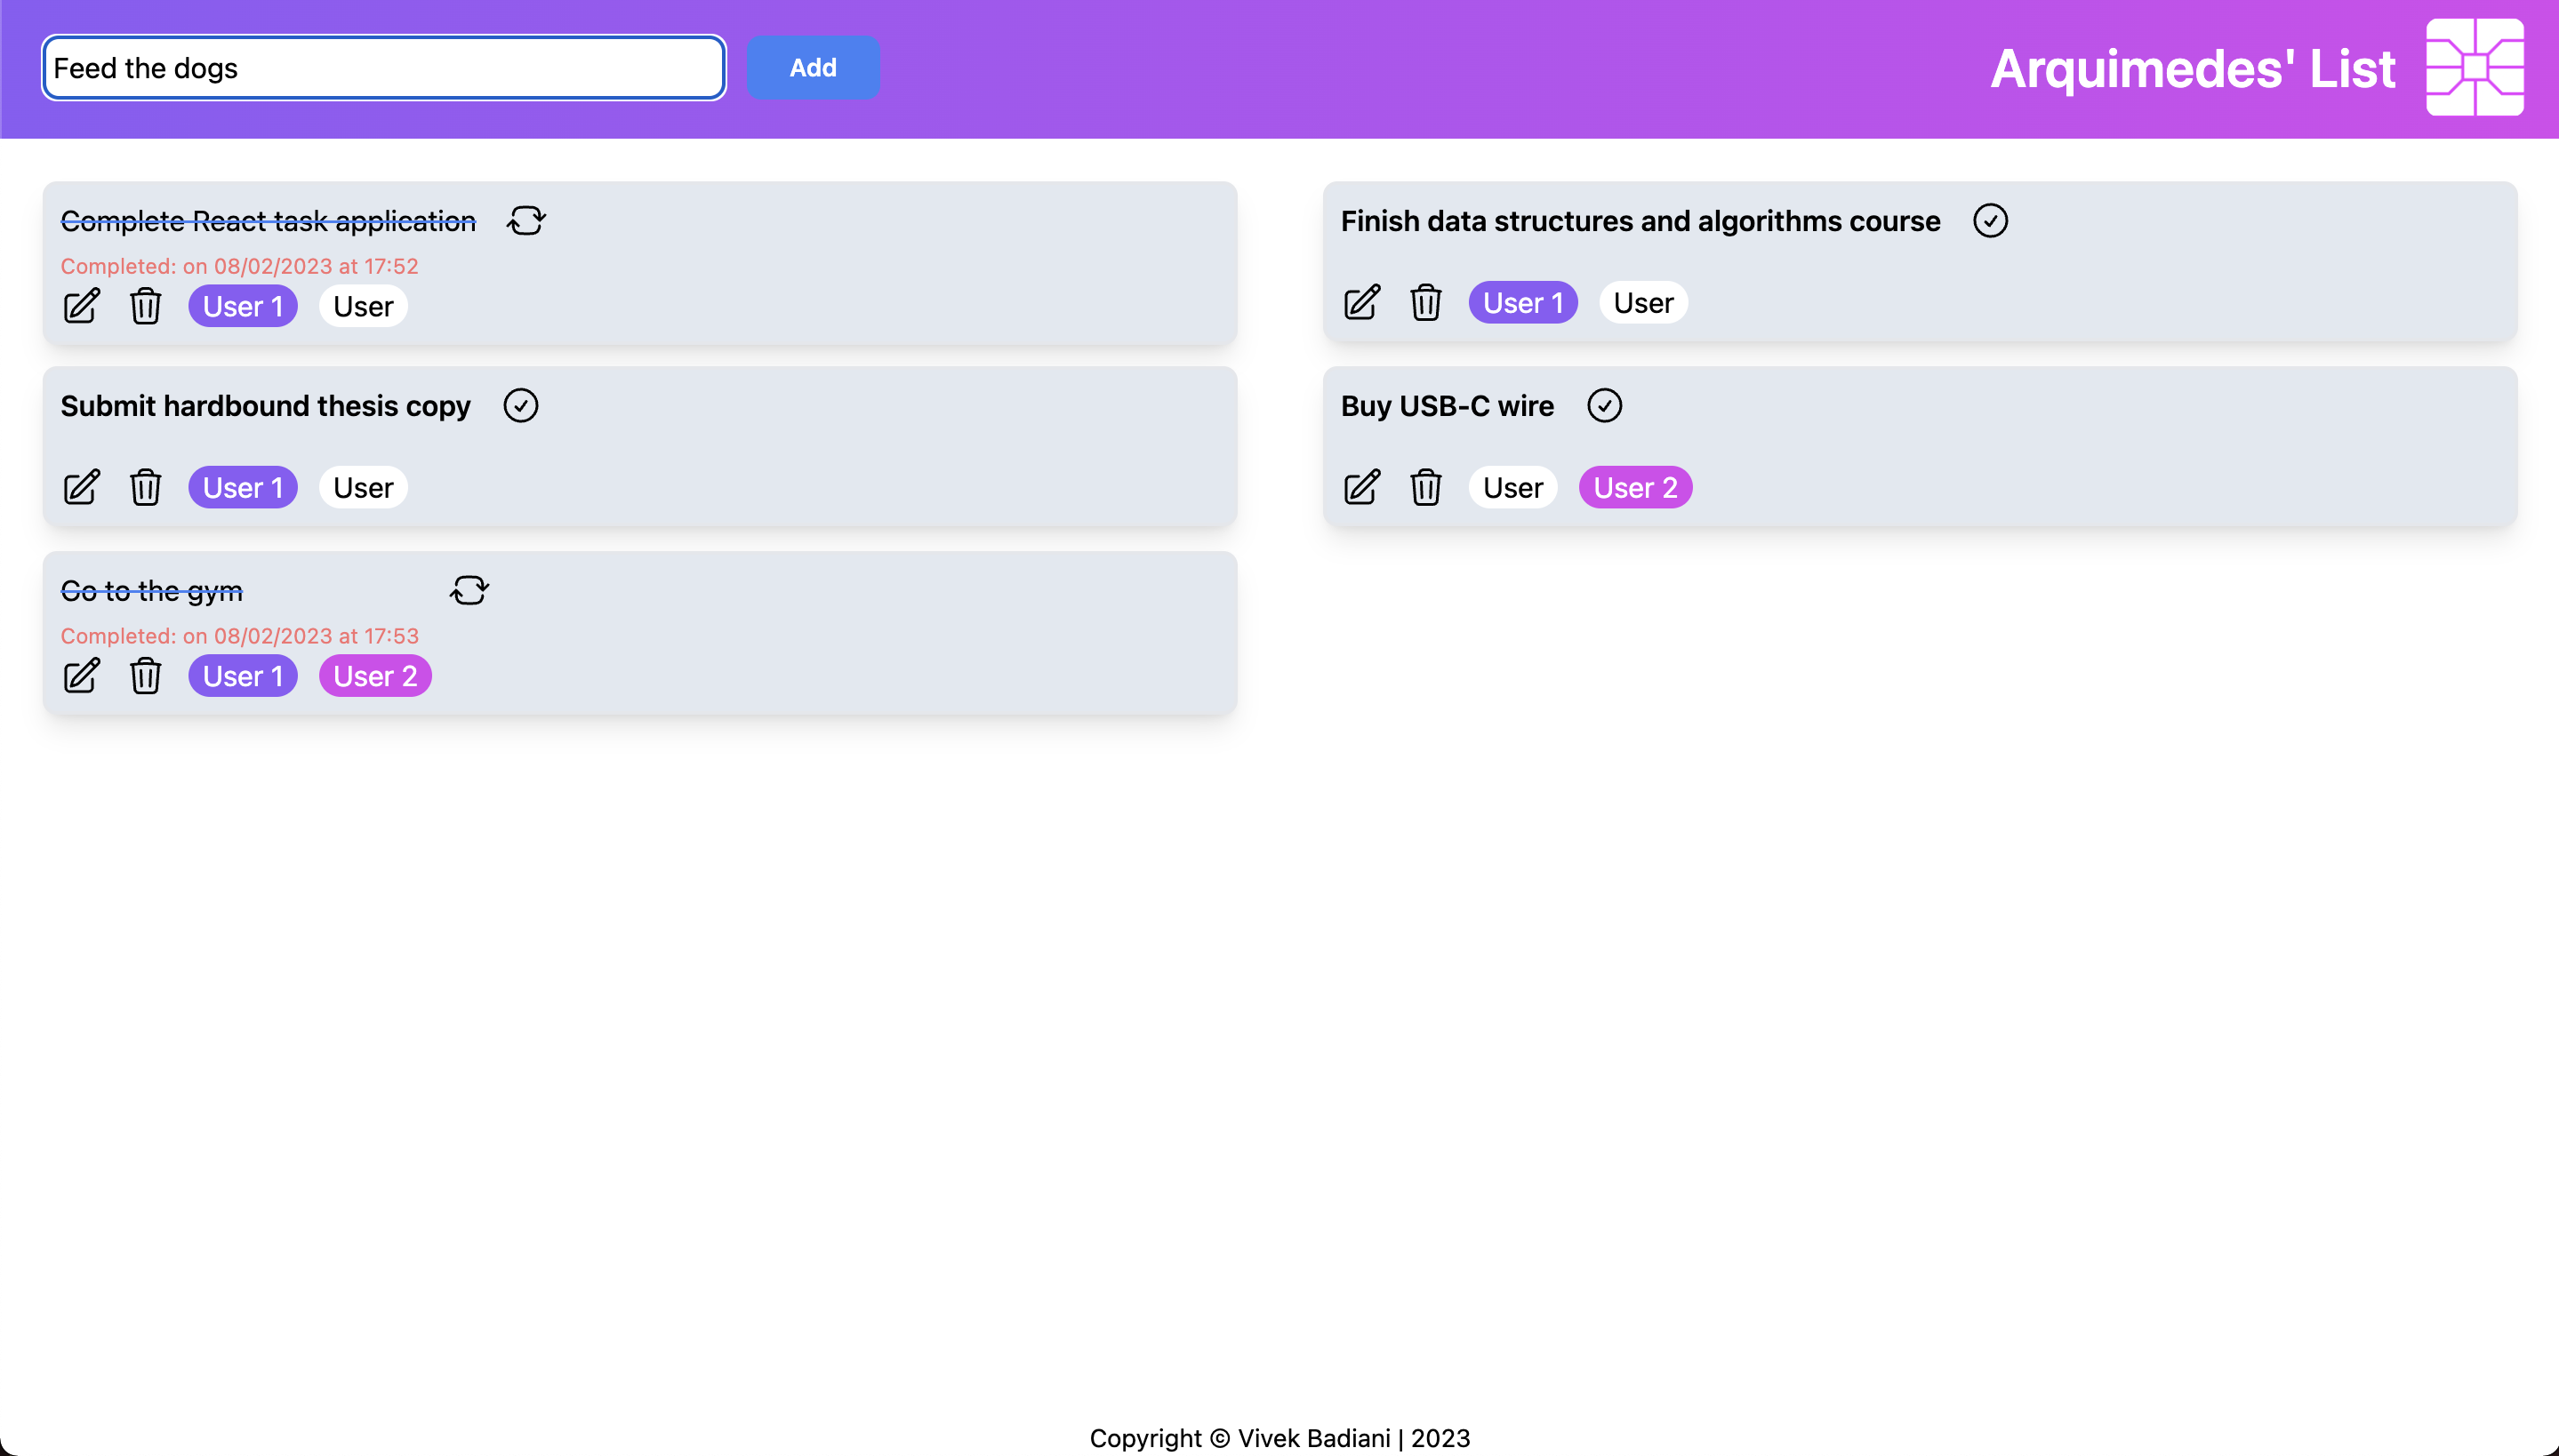 Feed the dogs
Add
Arquimedes' List
Complete React task application
Completed: on 08/02/2023 at 17:52
User 1 User
Finish data structures and algorithms course
User 1 User
Submit hardbound thesis copy
User 1 User
Buy USB-C wire
User User 2
Go to the gym
Completed: on 08/02/2023 at 17:53
User 1 User 2
Copyright © Vivek Badiani | 2023